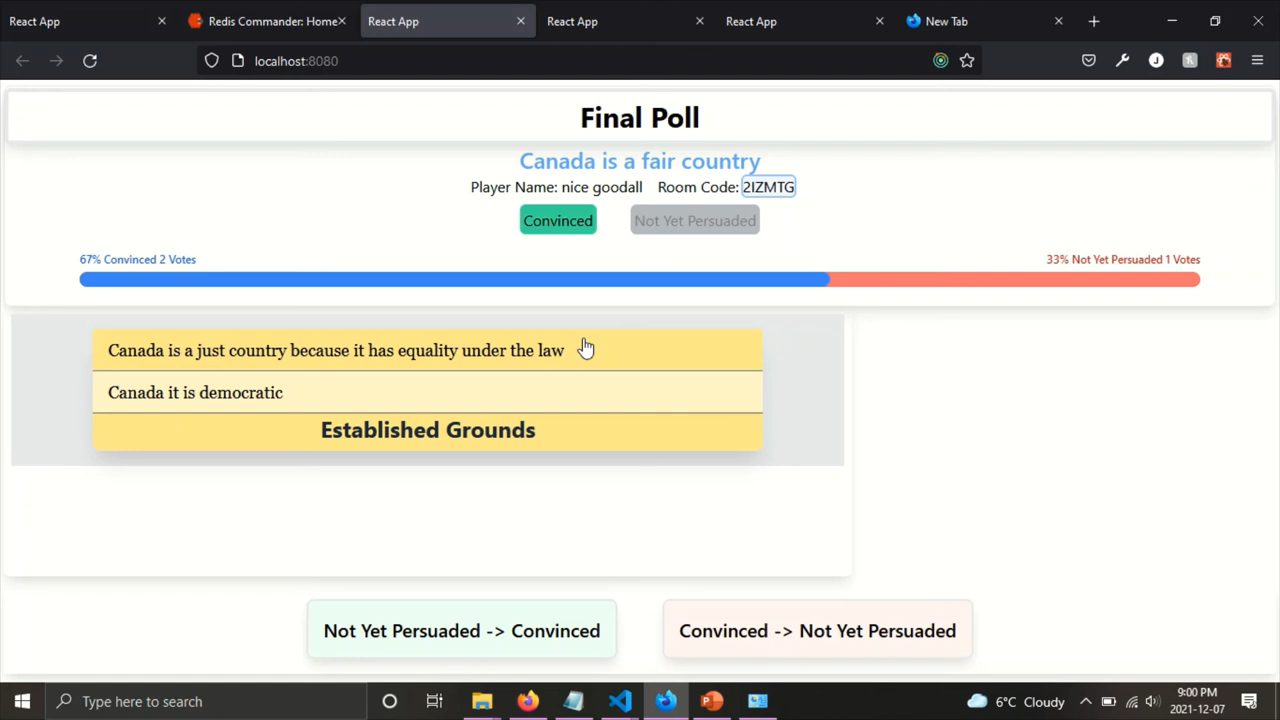 React App
Redis Commander: Home
React App
React App
React App
New Tab
localhost:8080
Final Poll
Canada is a fair country
Player Name: nice goodall Room Code: 2IZMTG
Convinced Not Yet Persuaded
67% Convinced 2 Votes 33% Not Yet Persuaded 1 Votes
Canada is a just country because it has equality under the law
Canada it is democratic
Established Grounds
Not Yet Persuaded -> Convinced Convinced -> Not Yet Persuaded
Type here to search
6°C Cloudy
9:00 PM
2021-12-07